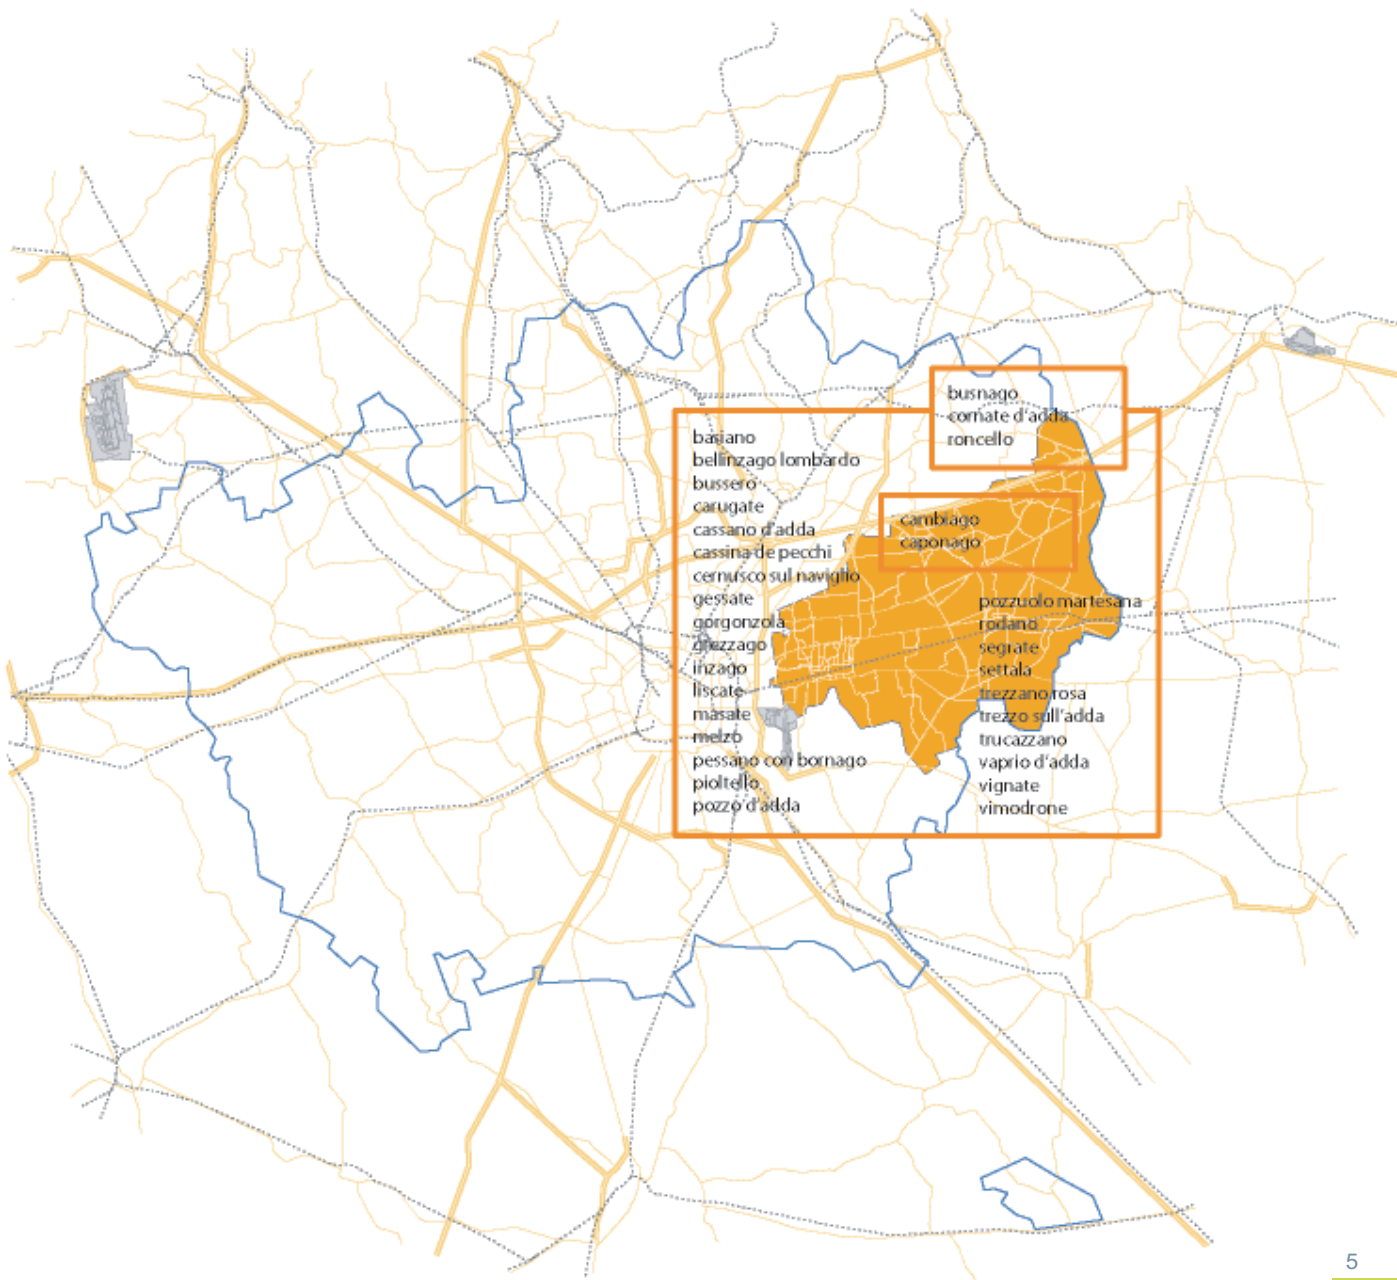 busnago
cornate d'adda
roncello
basiano
bellinzago lombardo
bussero
carugate
cassano d'adda
cassina de pecchi
cernusco sul naviglio
gessate
gorgonzola
grezzago
inzago
liscate
masate
melzo
pessano con bornago
pioltello
pozzo d'adda
cambiago
caponago
pozzuolo martesana
rodano
segrate
settala
trezzano rosa
trezzo sull'adda
trucazzano
vaprio d'adda
vignate
vimodrone
5